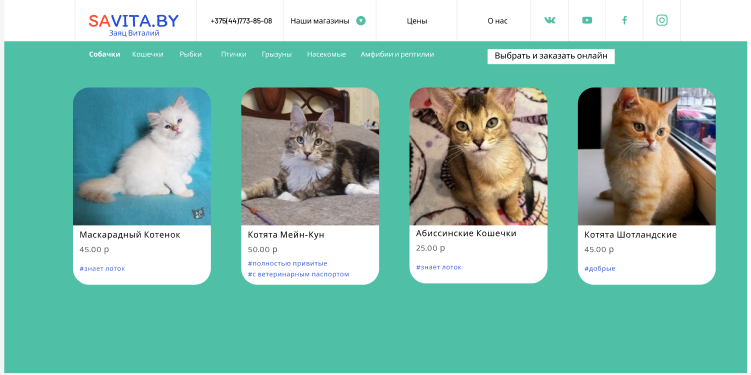 SAVITA.BY
Заяц Виталий
+375(44)773-85-08
Наши магазины
Цены
О нас
Собачки Кошечки Рыбки Птички Грызуны Насекомые Амфибии и рептилии
Выбрать и заказать онлайн
Маскарадный Котенок
45.00 р
#знает лоток
Котята Мейн-Кун
50.00 р
#полностью привитые
#с ветеринарным паспортом
Абиссинские Кошечки
25.00 р
#знает лоток
Котята Шотландские
45.00 р
#добрые